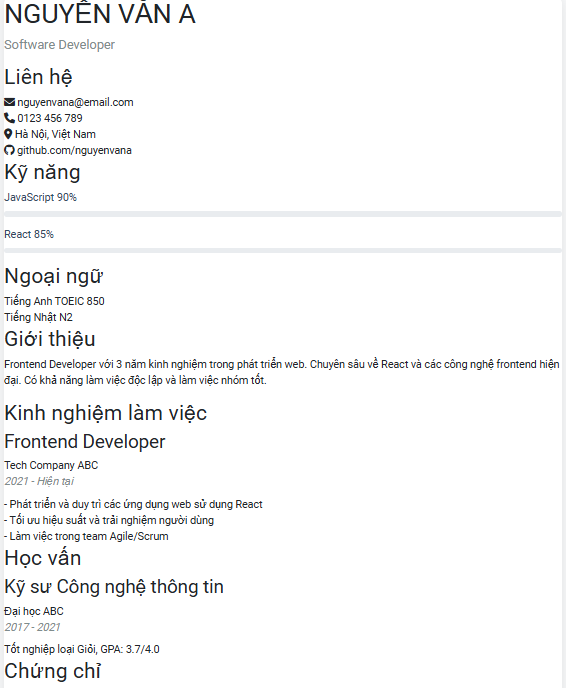 NGUYỄN VĂN A
Software Developer
Liên hệ
nguyenvana@email.com
0123 456 789
Hà Nội, Việt Nam
github.com/nguyenvana
Kỹ năng
JavaScript 90%
React 85%
Ngoại ngữ
Tiếng Anh TOEIC 850
Tiếng Nhật N2
Giới thiệu
Frontend Developer với 3 năm kinh nghiệm trong phát triển web. Chuyên sâu về React và các công nghệ frontend hiện
đại. Có khả năng làm việc độc lập và làm việc nhóm tốt.
Kinh nghiệm làm việc
Frontend Developer
Tech Company ABC
2021 - Hiện tại
- Phát triển và duy trì các ứng dụng web sử dụng React
- Tối ưu hiệu suất và trải nghiệm người dùng
- Làm việc trong team Agile/Scrum
Học vấn
Kỹ sư Công nghệ thông tin
Đại học ABC
2017 - 2021
Tốt nghiệp loại Giỏi, GPA: 3.7/4.0
Chứng chỉ